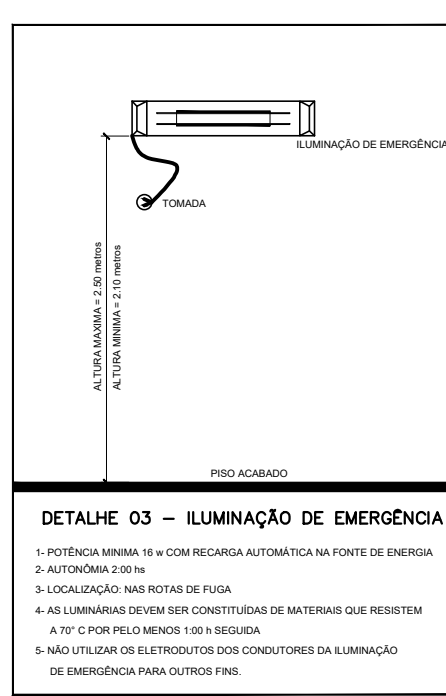 ILUMINAÇÃO DE EMERGÊNCIA
TOMADA
ALTURA MAXIMA = 2.50 metros
ALTURA MINIMA = 2.10 metros
PISO ACABADO
DETALHE 03 – ILUMINAÇÃO DE EMERGÊNCIA
1- POTÊNCIA MINIMA 16 w COM RECARGA AUTOMÁTICA NA FONTE DE ENERGIA
2- AUTONÔMIA 2:00 hs
3- LOCALIZAÇÃO: NAS ROTAS DE FUGA
4- AS LUMINÁRIAS DEVEM SER CONSTITUÍDAS DE MATERIAIS QUE RESISTEM
A 70° C POR PELO MENOS 1:00 h SEGUIDA
5- NÃO UTILIZAR OS ELETRODUTOS DOS CONDUTORES DA ILUMINAÇÃO
DE EMERGÊNCIA PARA OUTROS FINS.